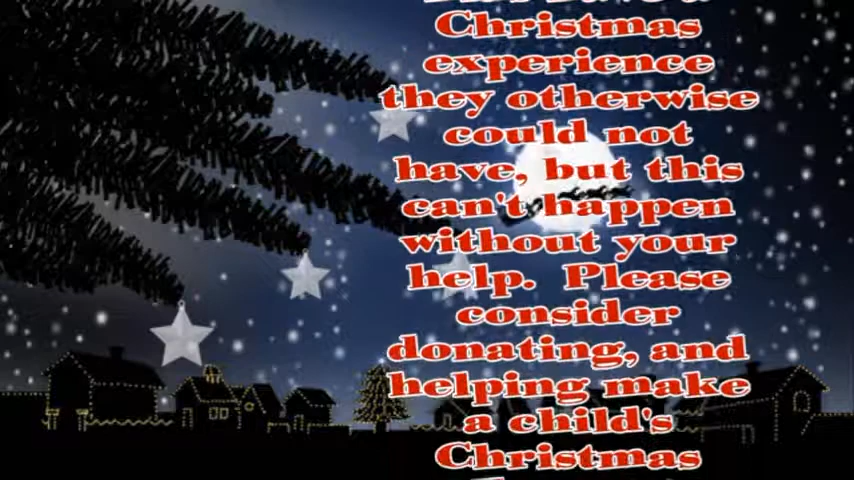 Christmas
experience
they otherwise
could not
have, but this
can't happen
without your
help. Please
consider
donating, and
helping make
a child's
Christmas